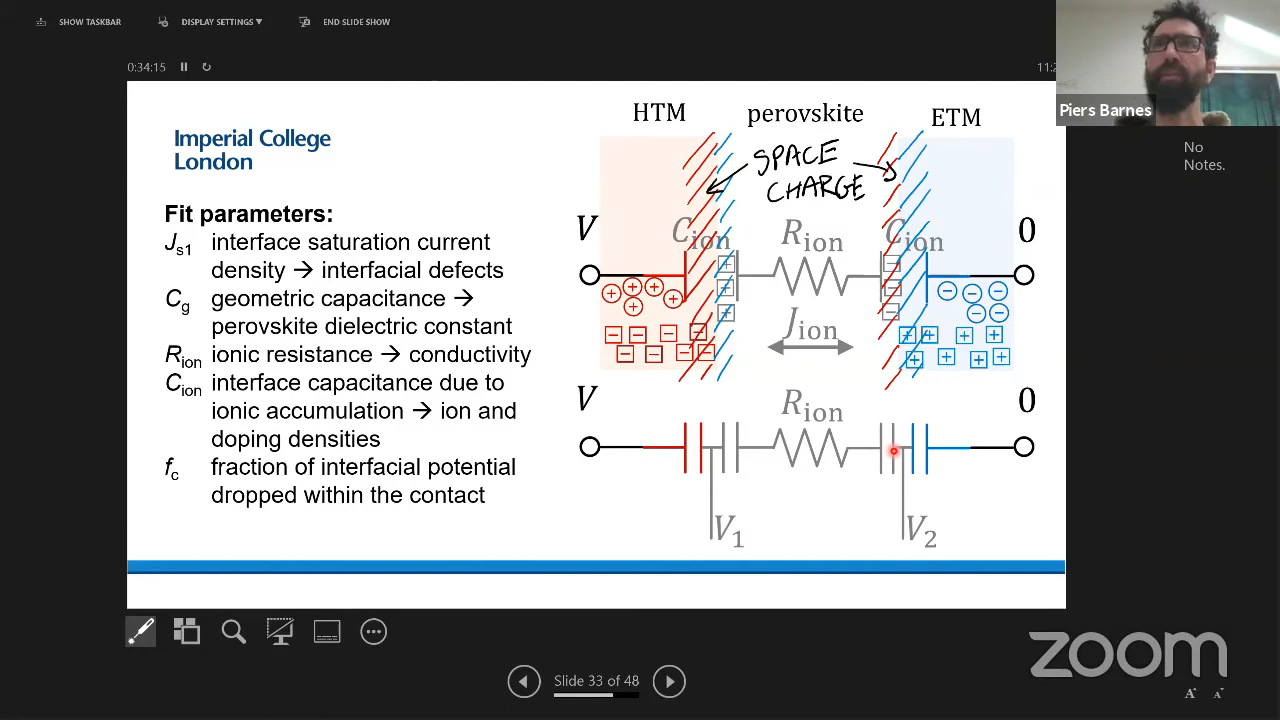 SHOW TASKBAR
DISPLAY SETTINGS ▼
END SLIDE SHOW
0:34:15
Piers Barnes
No
Notes.
Imperial College
London
Fit parameters:
Js1 interface saturation current
density → interfacial defects
Cg geometric capacitance →
perovskite dielectric constant
Rion ionic resistance → conductivity
Cion interface capacitance due to
ionic accumulation → ion and
doping densities
fc fraction of interfacial potential
dropped within the contact
HTM perovskite ETM
SPACE
CHARGE
V Cion Rion Cion 0
Jion
V Rion 0
V1 V2
Slide 33 of 48
zoom
A A